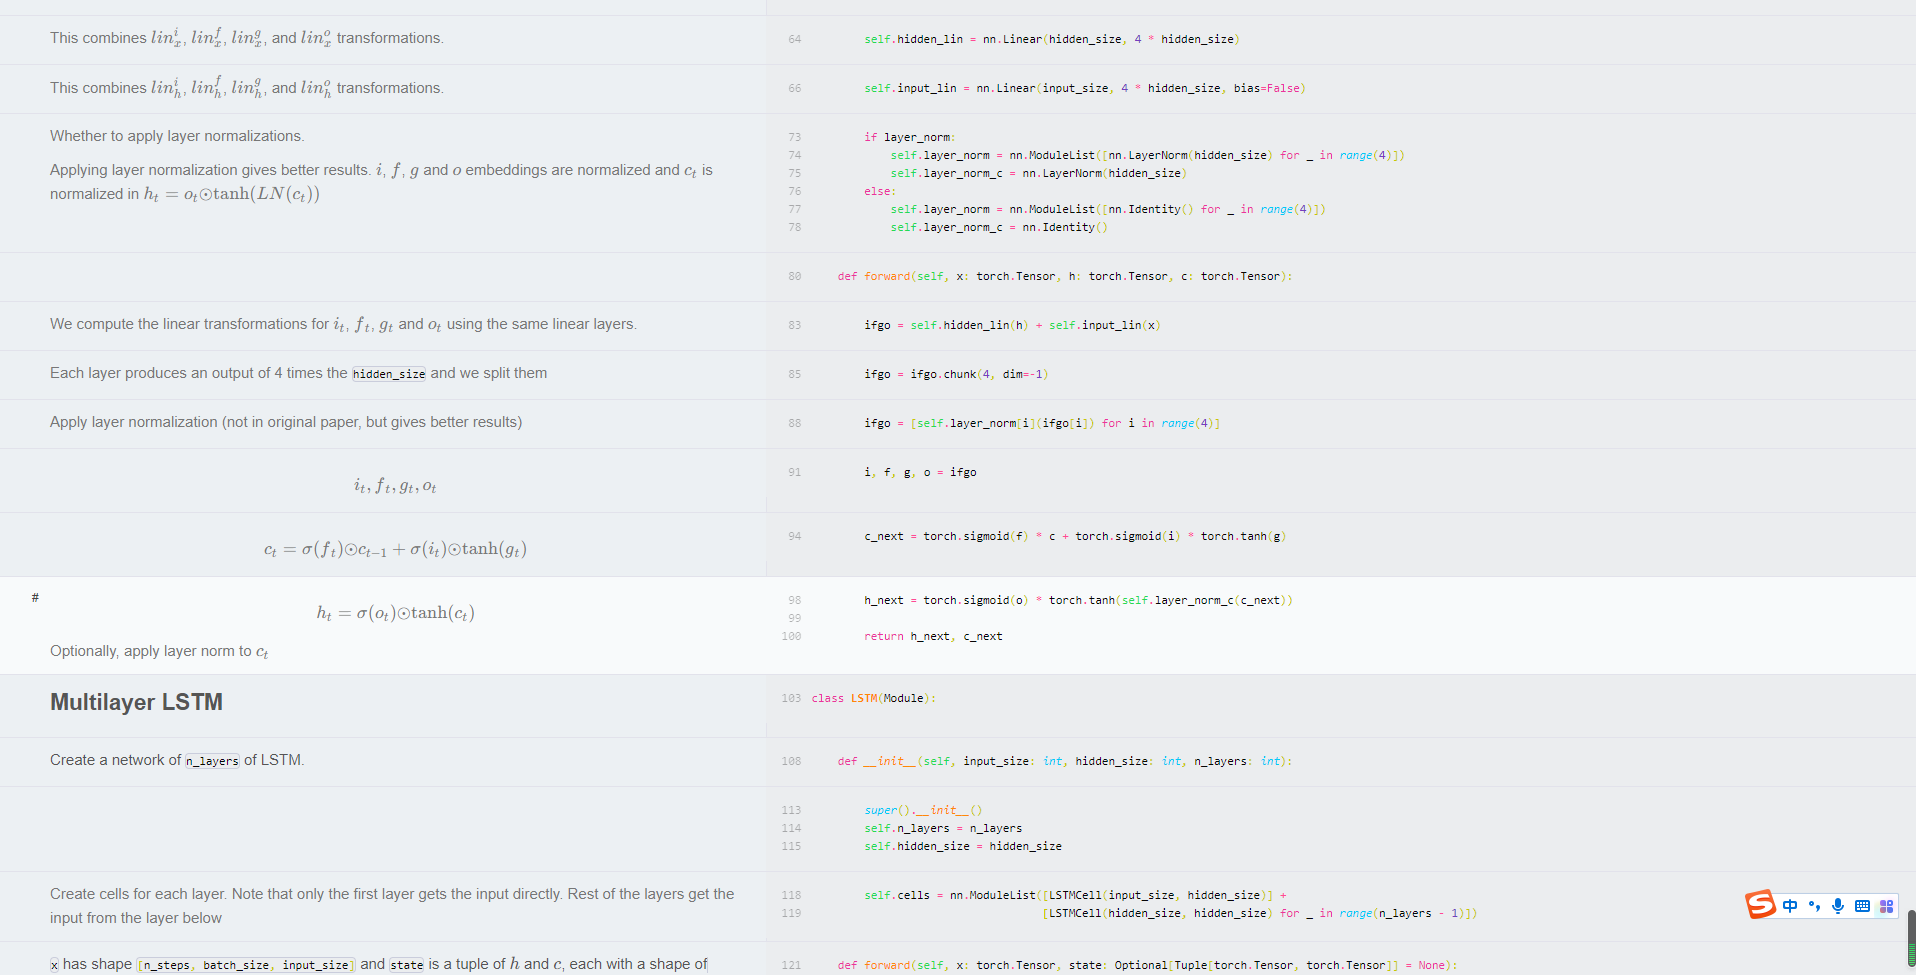 This combines lin_x^i, lin_x^f, lin_x^g, and lin_x^o transformations.
64 self.hidden_lin = nn.Linear(hidden_size, 4 * hidden_size)
This combines lin_h^i, lin_h^f, lin_h^g, and lin_h^o transformations.
66 self.input_lin = nn.Linear(input_size, 4 * hidden_size, bias=False)
Whether to apply layer normalizations.
Applying layer normalization gives better results. i, f, g and o embeddings are normalized and c_t is
normalized in h_t = o_t⊙tanh(LN(c_t))
73 if layer_norm:
74 self.layer_norm = nn.ModuleList([nn.LayerNorm(hidden_size) for _ in range(4)])
75 self.layer_norm_c = nn.LayerNorm(hidden_size)
76 else:
77 self.layer_norm = nn.ModuleList([nn.Identity() for _ in range(4)])
78 self.layer_norm_c = nn.Identity()
80 def forward(self, x: torch.Tensor, h: torch.Tensor, c: torch.Tensor):
We compute the linear transformations for i_t, f_t, g_t and o_t using the same linear layers.
83 ifgo = self.hidden_lin(h) + self.input_lin(x)
Each layer produces an output of 4 times the hidden_size and we split them
85 ifgo = ifgo.chunk(4, dim=-1)
Apply layer normalization (not in original paper, but gives better results)
88 ifgo = [self.layer_norm[i](ifgo[i]) for i in range(4)]
i_t, f_t, g_t, o_t
91 i, f, g, o = ifgo
c_t = σ(f_t)⊙c_{t−1} + σ(i_t)⊙tanh(g_t)
94 c_next = torch.sigmoid(f) * c + torch.sigmoid(i) * torch.tanh(g)
#
h_t = σ(o_t)⊙tanh(c_t)
Optionally, apply layer norm to c_t
98 h_next = torch.sigmoid(o) * torch.tanh(self.layer_norm_c(c_next))
99
100 return h_next, c_next
Multilayer LSTM
103 class LSTM(Module):
Create a network of n_layers of LSTM.
108 def __init__(self, input_size: int, hidden_size: int, n_layers: int):
113 super().__init__()
114 self.n_layers = n_layers
115 self.hidden_size = hidden_size
Create cells for each layer. Note that only the first layer gets the input directly. Rest of the layers get the
input from the layer below
118 self.cells = nn.ModuleList([LSTMCell(input_size, hidden_size)] +
119 [LSTMCell(hidden_size, hidden_size) for _ in range(n_layers - 1)])
x has shape [n_steps, batch_size, input_size] and state is a tuple of h and c, each with a shape of
121 def forward(self, x: torch.Tensor, state: Optional[Tuple[torch.Tensor, torch.Tensor]] = None):
S 中